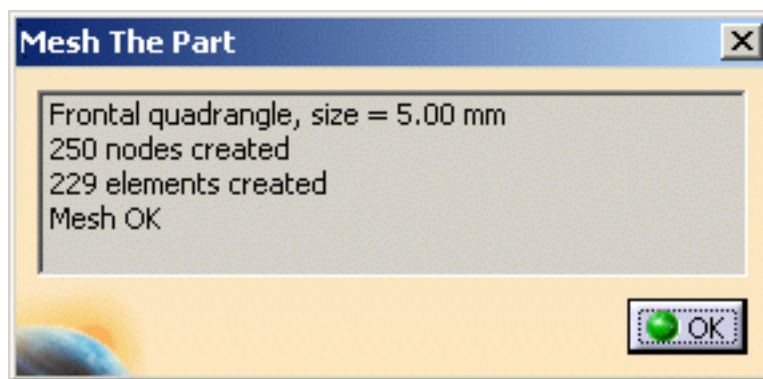 Mesh The Part
Frontal quadrangle, size = 5.00 mm
250 nodes created
229 elements created
Mesh OK
OK